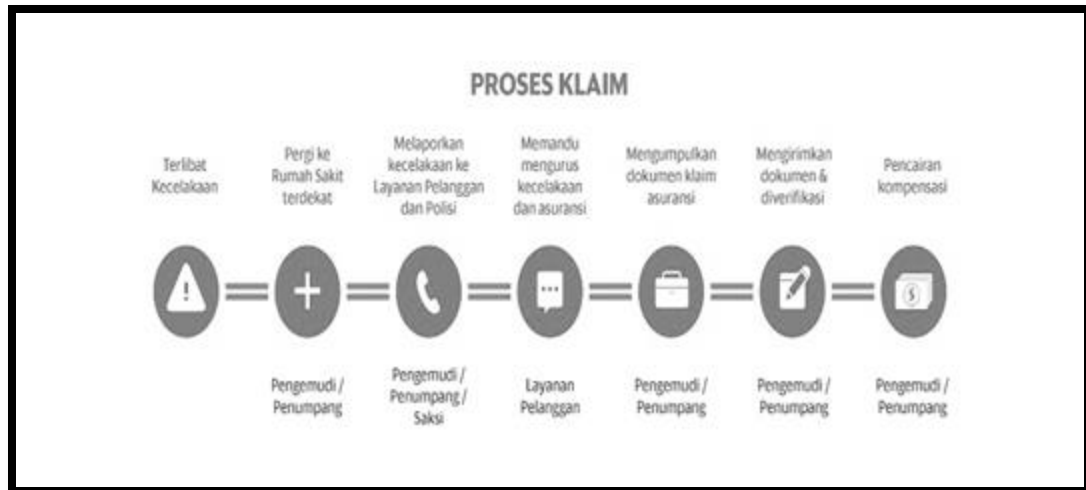 PROSES KLAIM
Terlibat
Kecelakaan
Pergi ke
Rumah Sakit
terdekat
Melaporkan
kecelakaan ke
Layanan Pelanggan
dan Polisi
Memandu
mengurus
kecelakaan
dan asuransi
Mengumpulkan
dokumen klaim
asuransi
Mengirimkan
dokumen &
diverifikasi
Pencairan
kompensasi
Pengemudi /
Penumpang
Pengemudi /
Penumpang /
Saksi
Layanan
Pelanggan
Pengemudi /
Penumpang
Pengemudi /
Penumpang
Pengemudi /
Penumpang